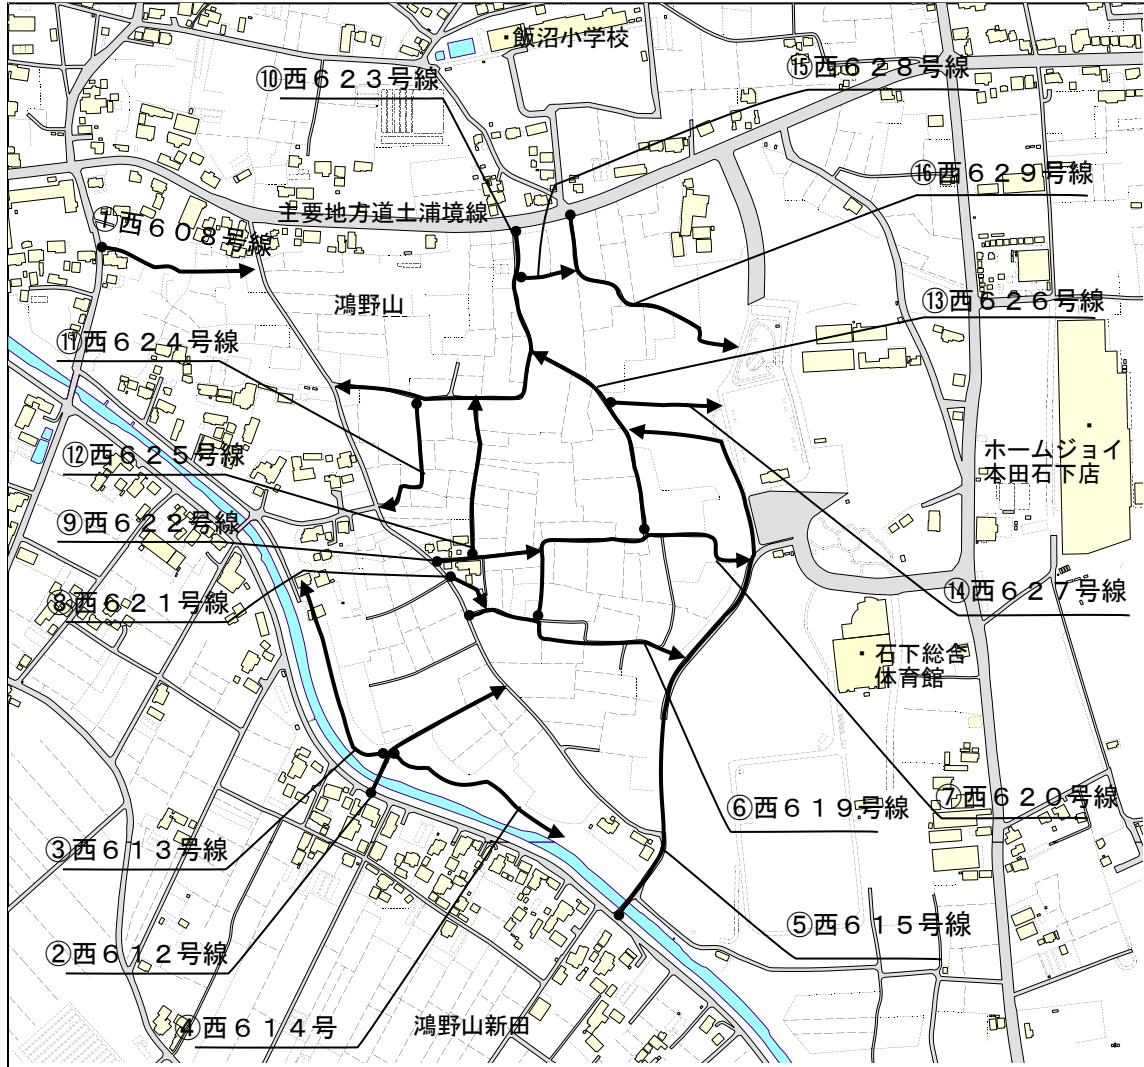 ・飯沼小学校
⑩西６２３号線
⑮西６２８号線
⑯西６２９号線
主要地方道土浦境線
①西６０８号線
鴻野山
⑬西６２６号線
⑪西６２４号線
ホームジョイ
本田石下店
⑫西６２５号線
⑨西６２２号線
⑧西６２１号線
⑭西６２７号線
・石下総合
体育館
⑥西６１９号線
⑦西６２０号線
③西６１３号線
⑤西６１５号線
②西６１２号線
④西６１４号
鴻野山新田